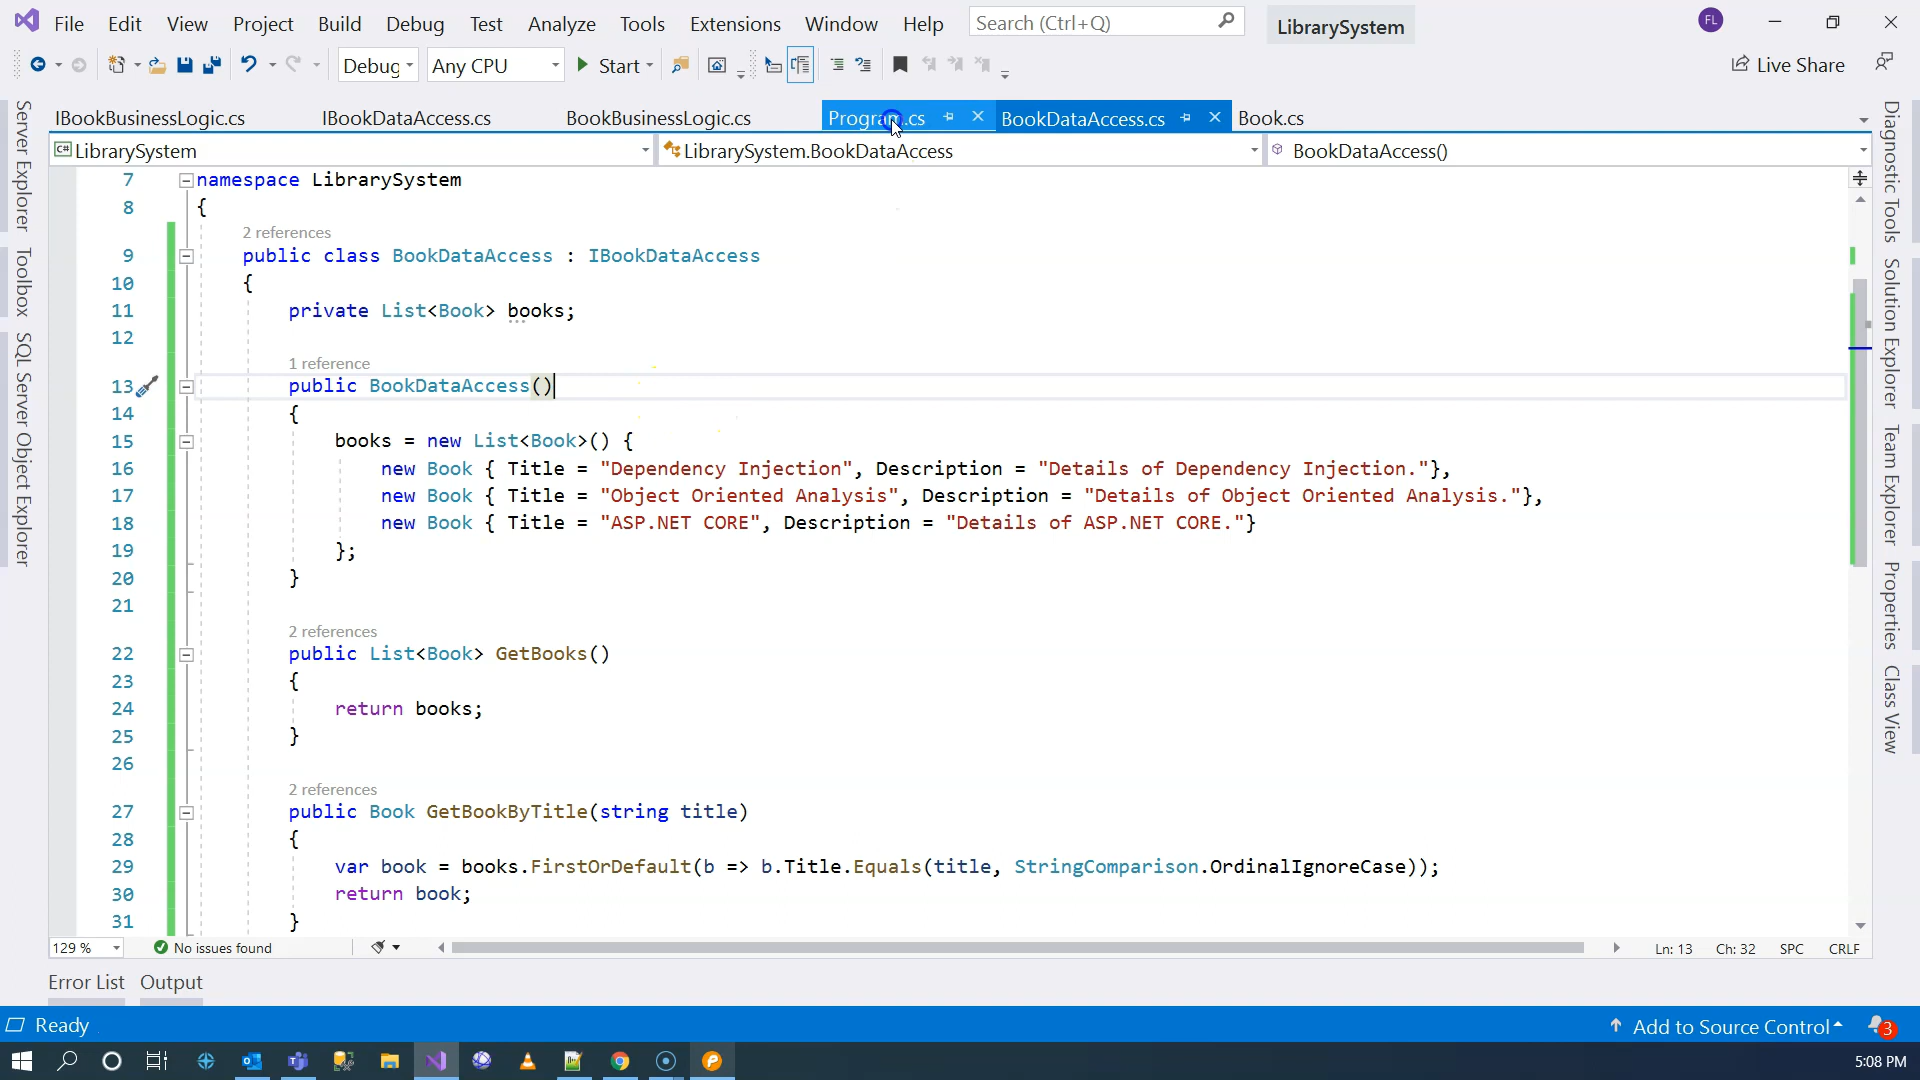 File Edit View Project Build Debug Test Analyze Tools Extensions Window Help Search (Ctrl+Q) LibrarySystem FL
Debug Any CPU Start Live Share
IBookBusinessLogic.cs IBookDataAccess.cs BookBusinessLogic.cs Program.cs BookDataAccess.cs Book.cs
C# LibrarySystem LibrarySystem.BookDataAccess BookDataAccess()
Server Explorer
Toolbox
SQL Server Object Explorer
7 namespace LibrarySystem
8 {
2 references
9 public class BookDataAccess : IBookDataAccess
10 {
11 private List<Book> books;
12
1 reference
13 public BookDataAccess()
14 {
15 books = new List<Book>() {
16 new Book { Title = "Dependency Injection", Description = "Details of Dependency Injection."},
17 new Book { Title = "Object Oriented Analysis", Description = "Details of Object Oriented Analysis."},
18 new Book { Title = "ASP.NET CORE", Description = "Details of ASP.NET CORE."}
19 };
20 }
21
2 references
22 public List<Book> GetBooks()
23 {
24 return books;
25 }
26
2 references
27 public Book GetBookByTitle(string title)
28 {
29 var book = books.FirstOrDefault(b => b.Title.Equals(title, StringComparison.OrdinalIgnoreCase));
30 return book;
31 }
Diagnostic Tools
Solution Explorer
Team Explorer
Properties
Class View
129 % No issues found Ln: 13 Ch: 32 SPC CRLF
Error List Output
Ready Add to Source Control 3
5:08 PM